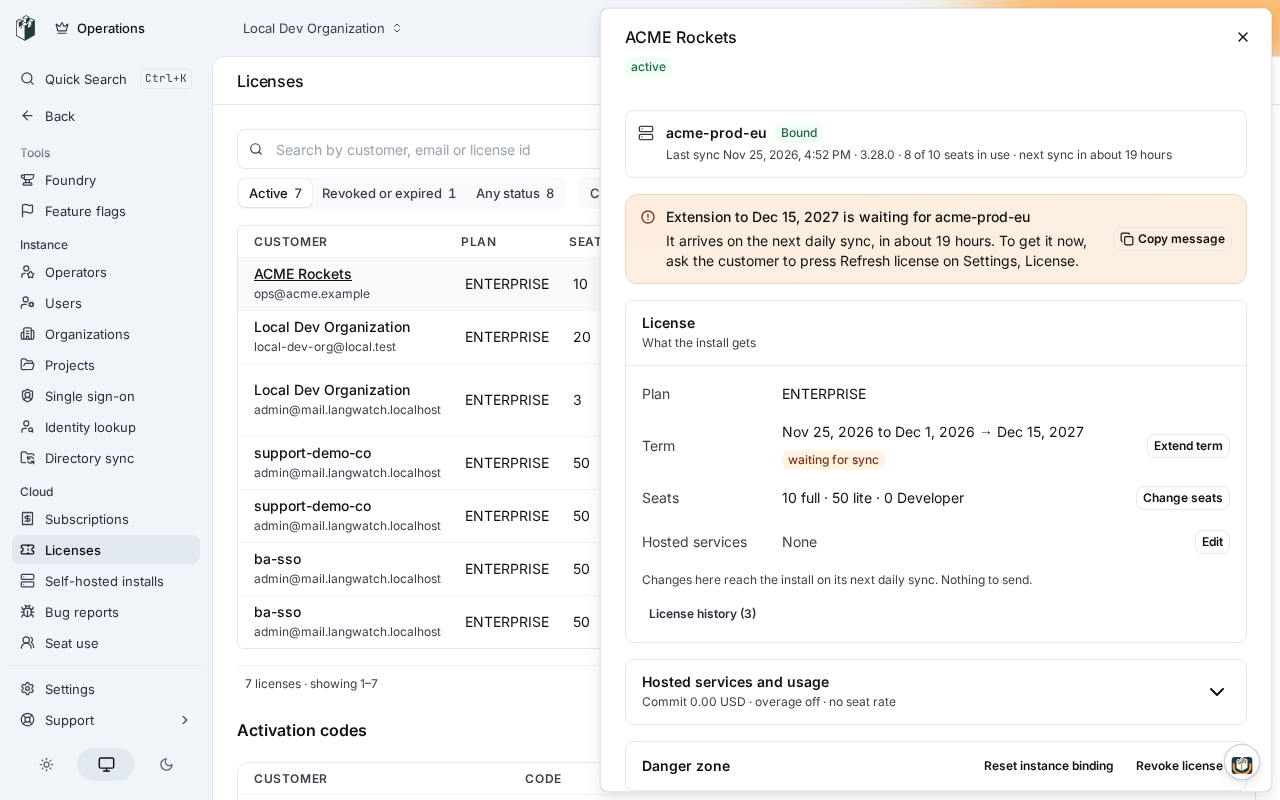 Operations
Local Dev Organization
Quick Search Ctrl+K
Back
Tools
Foundry
Feature flags
Instance
Operators
Users
Organizations
Projects
Single sign-on
Identity lookup
Directory sync
Cloud
Subscriptions
Licenses
Self-hosted installs
Bug reports
Seat use
Settings
Support
Licenses
Search by customer, email or license id
Active 7 Revoked or expired 1 Any status 8 C
CUSTOMER PLAN SEAT
ACME Rockets
ops@acme.example
ENTERPRISE 10
Local Dev Organization
local-dev-org@local.test
ENTERPRISE 20
Local Dev Organization
admin@mail.langwatch.localhost
ENTERPRISE 3
support-demo-co
admin@mail.langwatch.localhost
ENTERPRISE 50
support-demo-co
admin@mail.langwatch.localhost
ENTERPRISE 50
ba-sso
admin@mail.langwatch.localhost
ENTERPRISE 50
ba-sso
admin@mail.langwatch.localhost
ENTERPRISE 50
7 licenses · showing 1–7
Activation codes
CUSTOMER CODE
ACME Rockets
active
acme-prod-eu Bound
Last sync Nov 25, 2026, 4:52 PM · 3.28.0 · 8 of 10 seats in use · next sync in about 19 hours
Extension to Dec 15, 2027 is waiting for acme-prod-eu
It arrives on the next daily sync, in about 19 hours. To get it now,
ask the customer to press Refresh license on Settings, License.
Copy message
License
What the install gets
Plan ENTERPRISE
Term Nov 25, 2026 to Dec 1, 2026 → Dec 15, 2027
waiting for sync
Extend term
Seats 10 full · 50 lite · 0 Developer Change seats
Hosted services None Edit
Changes here reach the install on its next daily sync. Nothing to send.
License history (3)
Hosted services and usage
Commit 0.00 USD · overage off · no seat rate
Danger zone Reset instance binding Revoke license